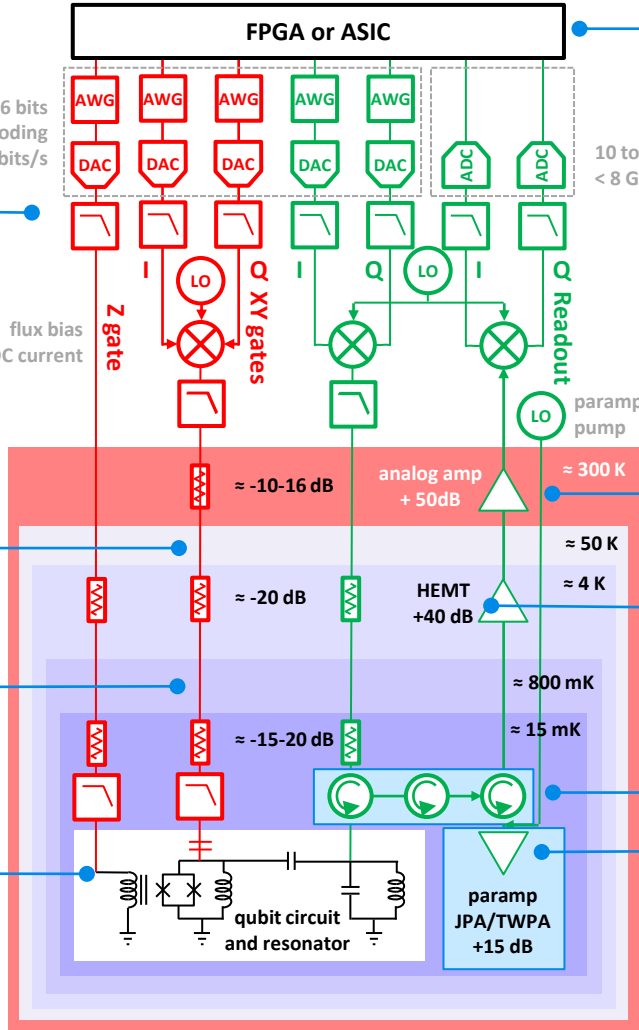 FPGA or ASIC
AWG AWG AWG AWG AWG
6 bits
oding
bits/s
DAC DAC DAC DAC DAC ADC ADC
10 to
< 8 G
I Q I Q I Q
LO LO
Z gate
XY gates
Readout
flux bias
DC current
LO
paramp
pump
≈ 300 K
analog amp
+ 50dB
≈ -10-16 dB
≈ 50 K
≈ 4 K
≈ -20 dB
HEMT
+40 dB
≈ 800 mK
≈ 15 mK
≈ -15-20 dB
qubit circuit
and resonator
paramp
JPA/TWPA
+15 dB